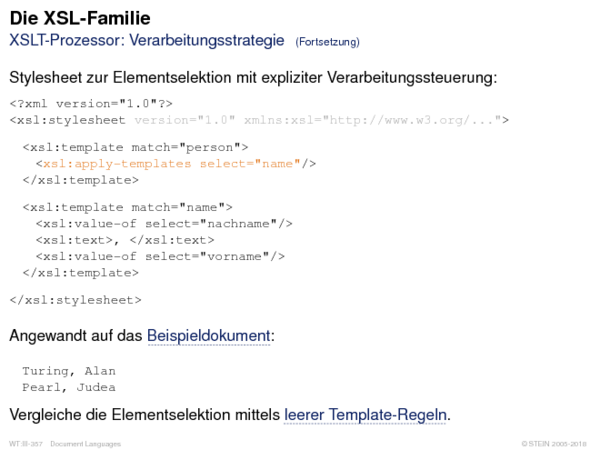 Die XSL-Familie
XSLT-Prozessor: Verarbeitungsstrategie (Fortsetzung)
Stylesheet zur Elementselektion mit expliziter Verarbeitungssteuerung:
<?xml version="1.0"?>
<xsl:stylesheet version="1.0" xmlns:xsl="http://www.w3.org/...">
<xsl:template match="person">
<xsl:apply-templates select="name"/>
</xsl:template>
<xsl:template match="name">
<xsl:value-of select="nachname"/>
<xsl:text>, </xsl:text>
<xsl:value-of select="vorname"/>
</xsl:template>
</xsl:stylesheet>
Angewandt auf das Beispieldokument:
Turing, Alan
Pearl, Judea
Vergleiche die Elementselektion mittels leerer Template-Regeln.
WT:III-357 Document Languages © STEIN 2005-2018